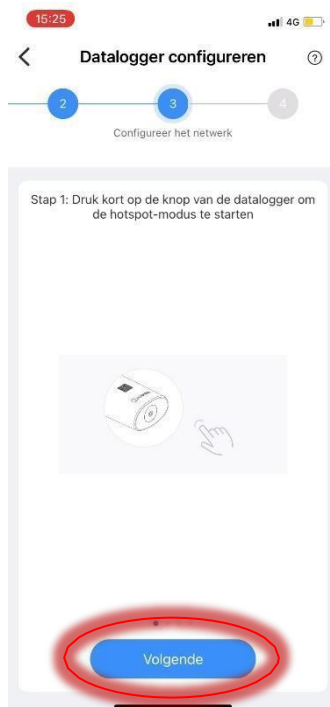 15:25
4G
Datalogger configureren
?
2
3
4
Configureer het netwerk
Stap 1: Druk kort op de knop van de datalogger om
de hotspot-modus te starten
Volgende